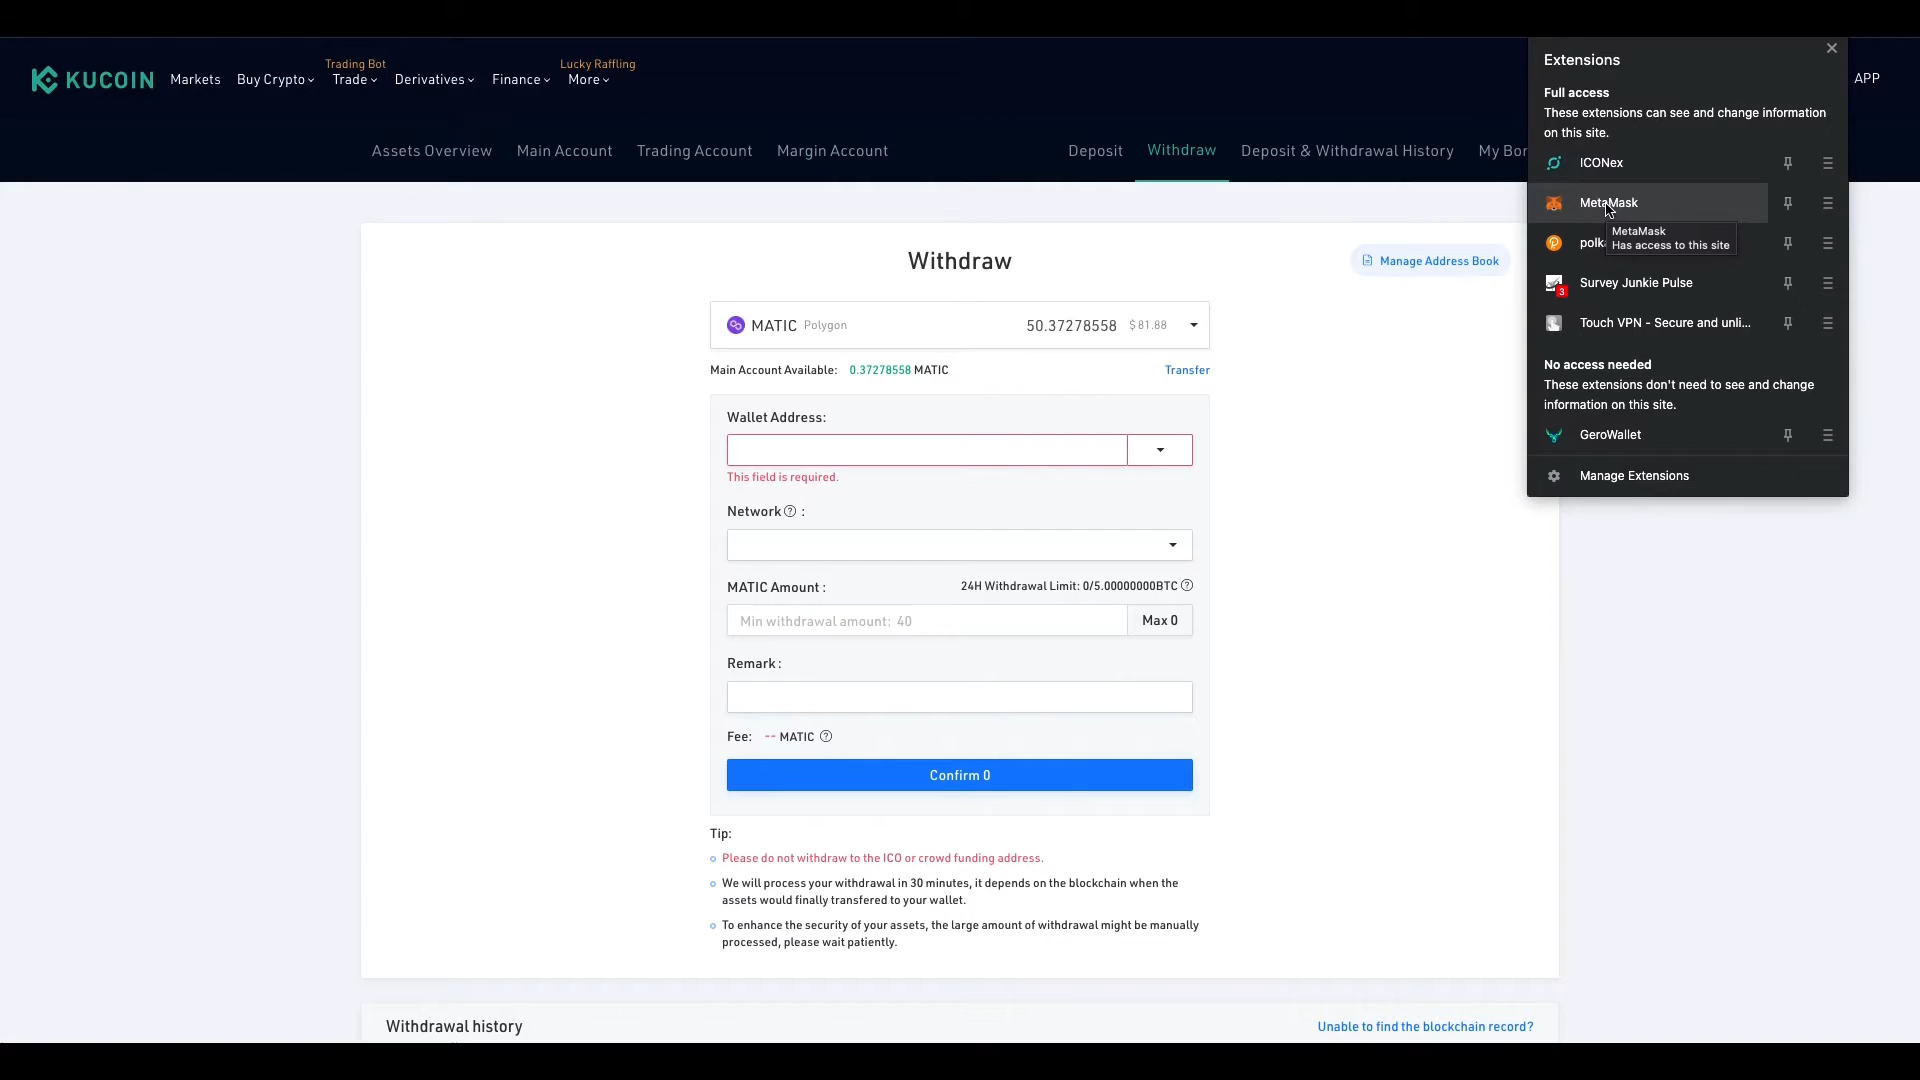 KUCOIN
Markets
Buy Crypto
Trading Bot
Trade
Derivatives
Finance
Lucky Raffling
More
APP
Assets Overview
Main Account
Trading Account
Margin Account
Deposit
Withdraw
Deposit & Withdrawal History
My Bor
Withdraw
Manage Address Book
MATIC Polygon 50.37278558 $ 81.88
Main Account Available: 0.37278558 MATIC Transfer
Wallet Address:
This field is required.
Network ? :
MATIC Amount : 24H Withdrawal Limit: 0/5.00000000BTC ?
Min withdrawal amount: 40 Max 0
Remark :
Fee: -- MATIC ?
Confirm 0
Tip:
Please do not withdraw to the ICO or crowd funding address.
We will process your withdrawal in 30 minutes, it depends on the blockchain when the
assets would finally transfered to your wallet.
To enhance the security of your assets, the large amount of withdrawal might be manually
processed, please wait patiently.
Withdrawal history
Unable to find the blockchain record?
Extensions
Full access
These extensions can see and change information
on this site.
ICONex
MetaMask
MetaMask
Has access to this site
polk
Survey Junkie Pulse
3
Touch VPN - Secure and unli...
No access needed
These extensions don't need to see and change
information on this site.
GeroWallet
Manage Extensions